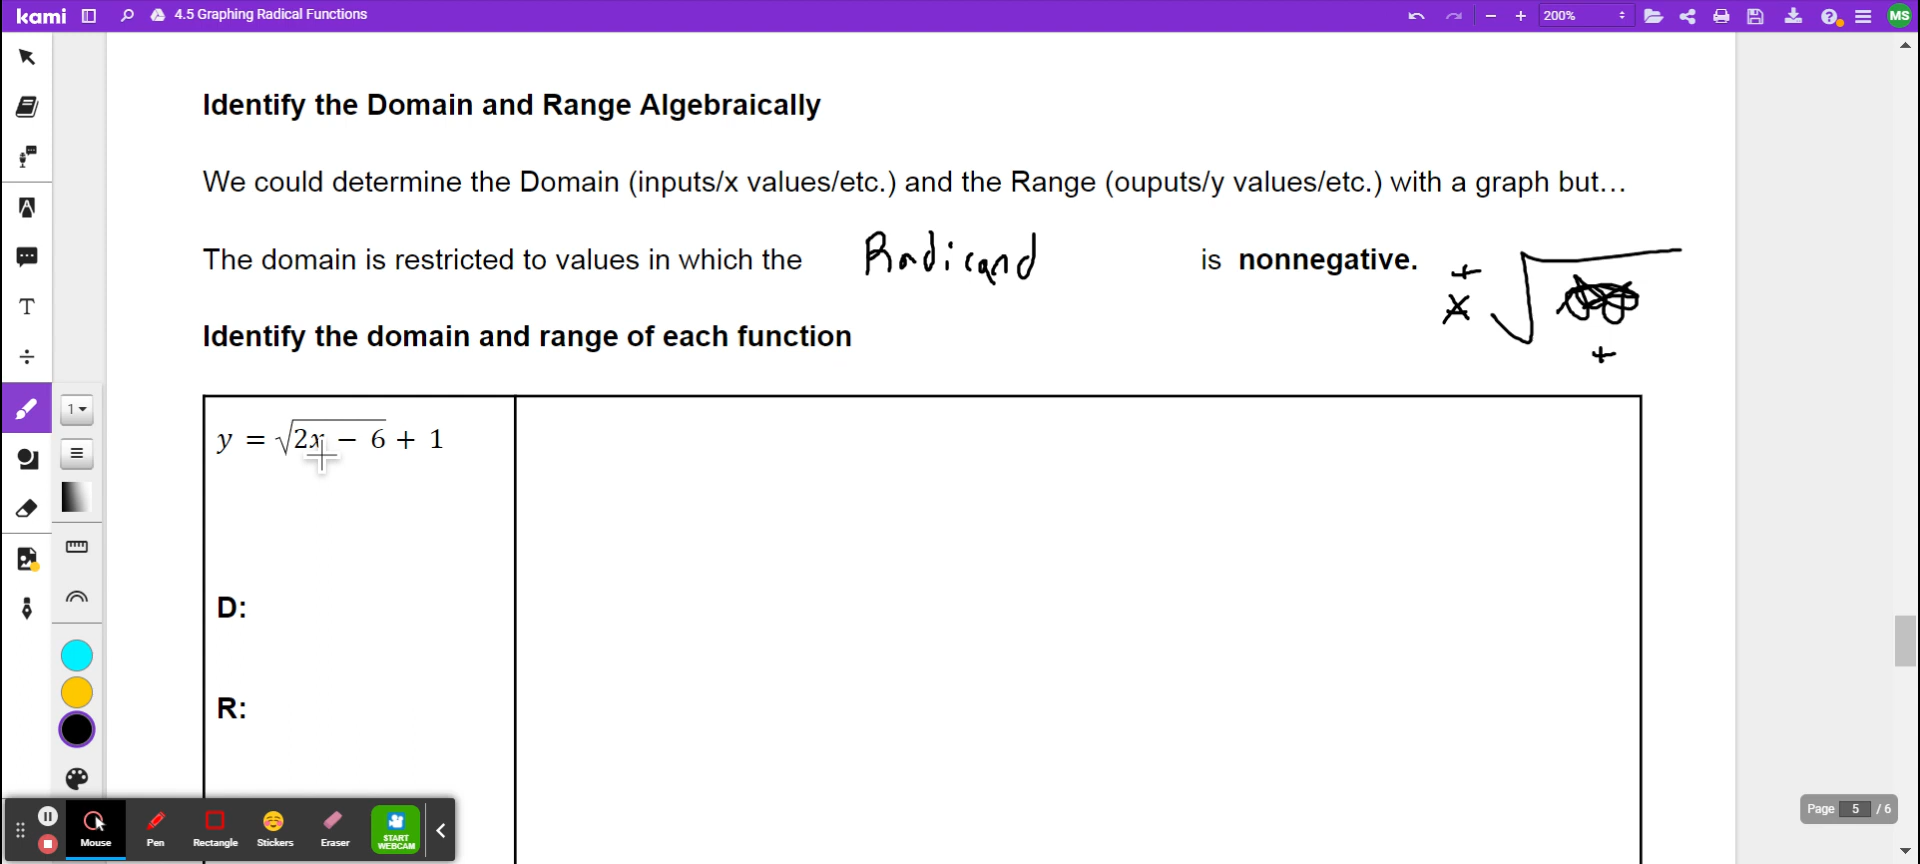 kami 4.5 Graphing Radical Functions 200% MS
Identify the Domain and Range Algebraically
We could determine the Domain (inputs/x values/etc.) and the Range (ouputs/y values/etc.) with a graph but...
The domain is restricted to values in which the Radicand is nonnegative.
Identify the domain and range of each function
y = √2x − 6 + 1
1
D:
R:
Page 5 / 6
Mouse Pen Rectangle Stickers Eraser START WEBCAM